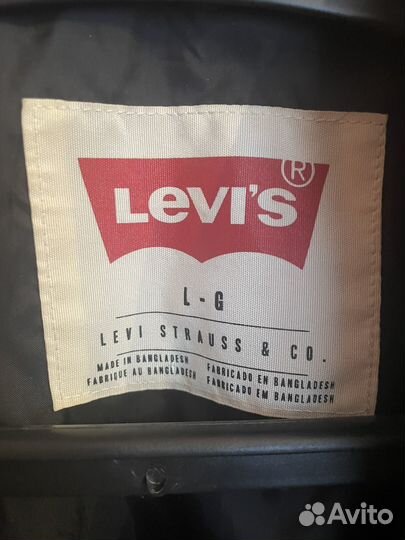 LEVI'S®
L - G
LEVI STRAUSS & CO.
MADE IN BANGLADESH FABRICADO EN BANGLADESH
FABRIQUE AU BANGLADESH FABRICADO EM BANGLADESH
Avito